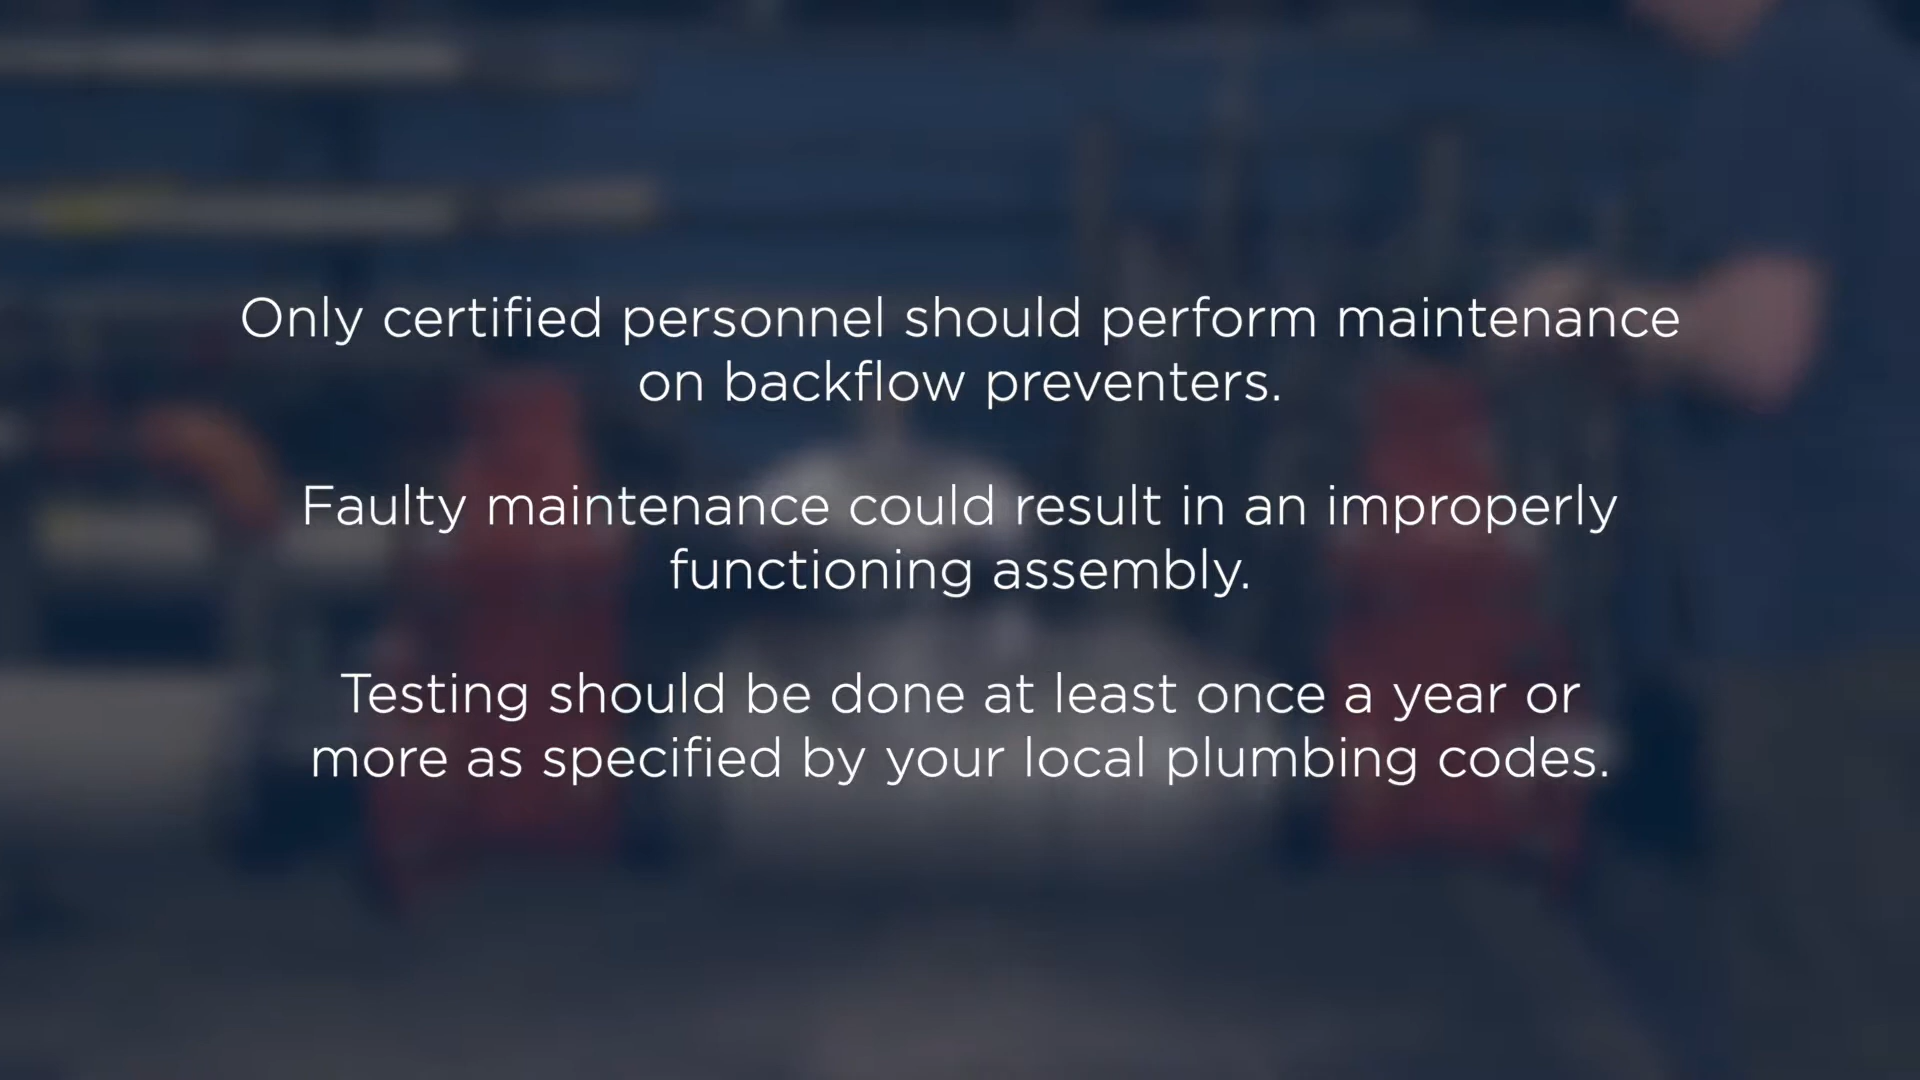 Only certified personnel should perform maintenance
on backflow preventers.
Faulty maintenance could result in an improperly
functioning assembly.
Testing should be done at least once a year or
more as specified by your local plumbing codes.